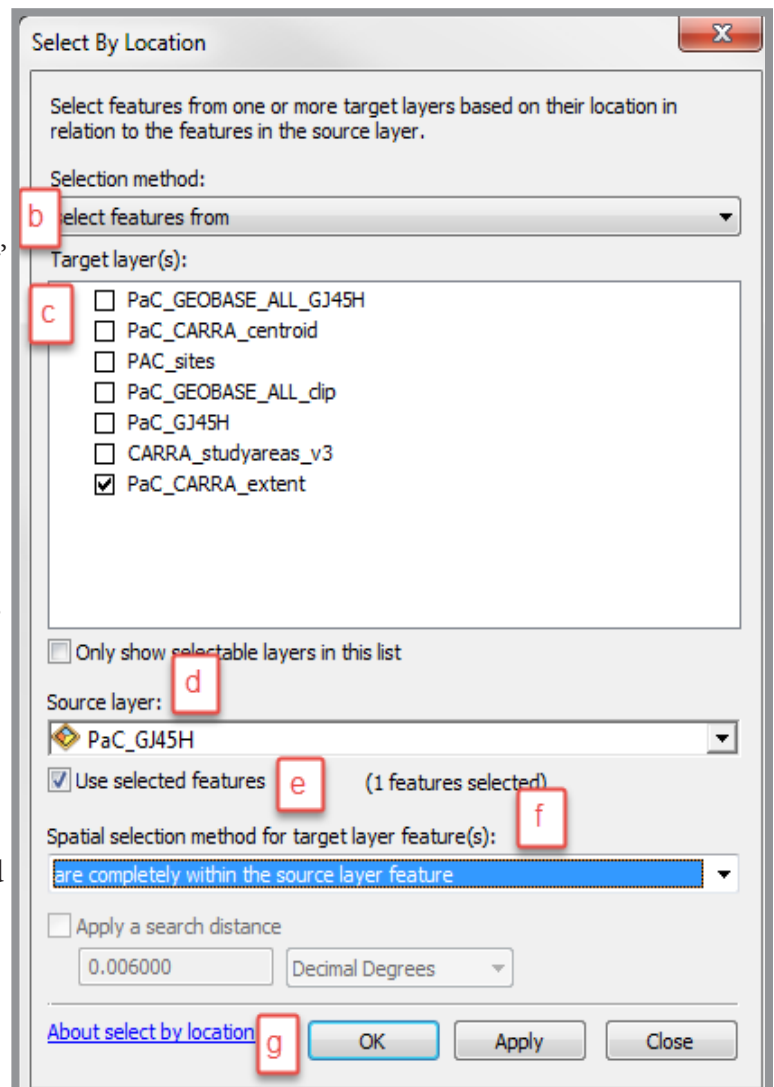 Select By Location
x
Select features from one or more target layers based on their location in
relation to the features in the source layer.
Selection method:
b
select features from
Target layer(s):
c
PaC_GEOBASE_ALL_GJ45H
PaC_CARRA_centroid
PAC_sites
PaC_GEOBASE_ALL_clip
PaC_GJ45H
CARRA_studyareas_v3
PaC_CARRA_extent
Only show selectable layers in this list
d
Source layer:
PaC_GJ45H
Use selected features e (1 features selected)
f
Spatial selection method for target layer feature(s):
are completely within the source layer feature
Apply a search distance
0.006000 Decimal Degrees
About select by location g OK Apply Close